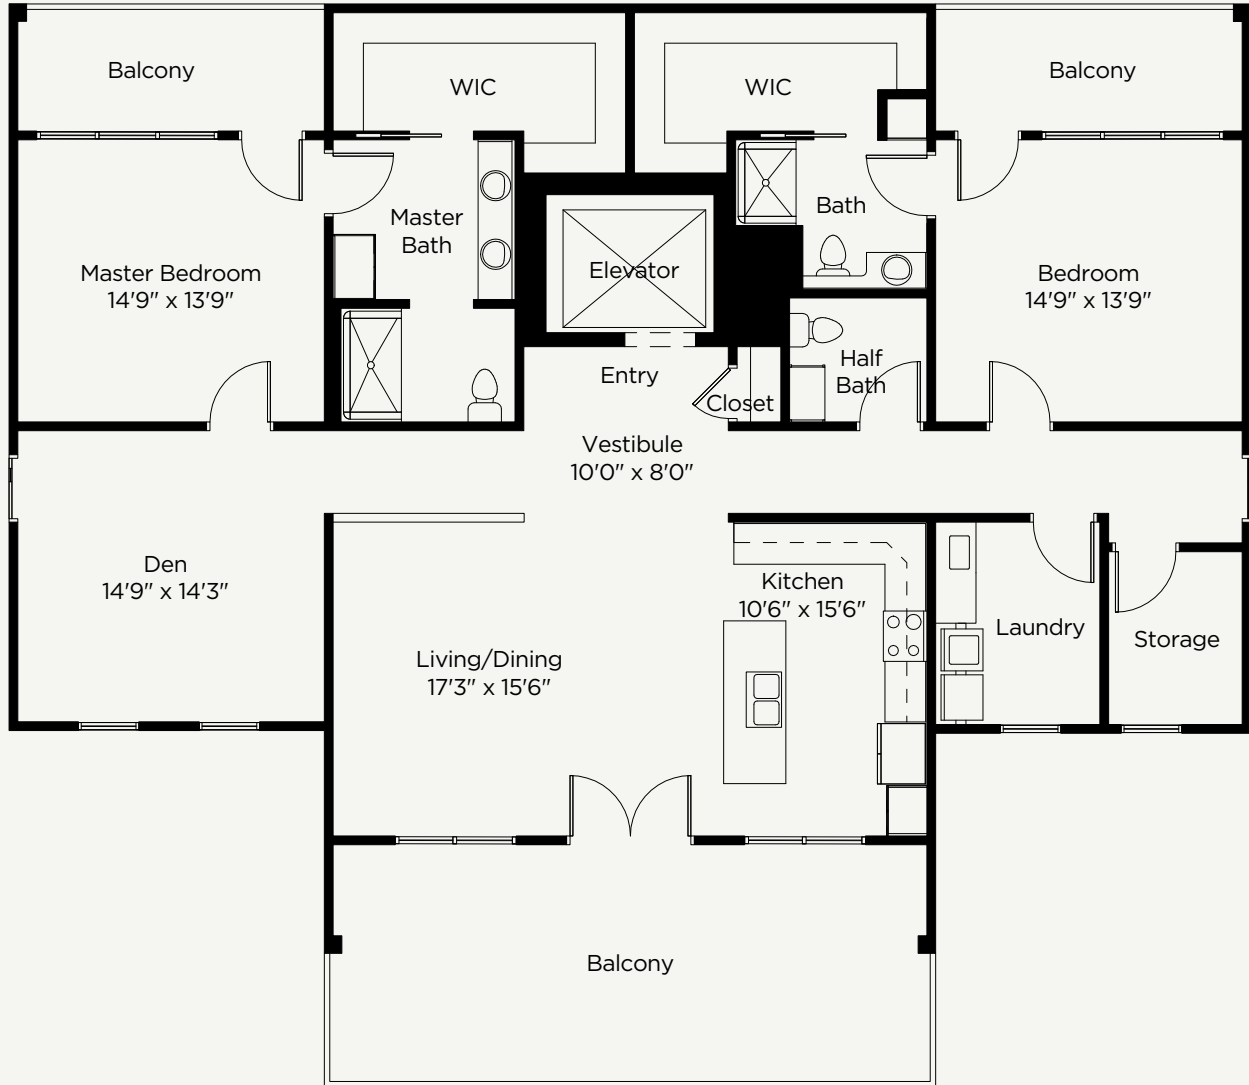 Balcony
WIC
WIC
Balcony
Master
Bath
Bath
Master Bedroom
14'9" x 13'9"
Elevator
Bedroom
14'9" x 13'9"
Half
Bath
Entry
Closet
Vestibule
10'0" x 8'0"
Den
14'9" x 14'3"
Kitchen
10'6" x 15'6"
Laundry
Storage
Living/Dining
17'3" x 15'6"
Balcony